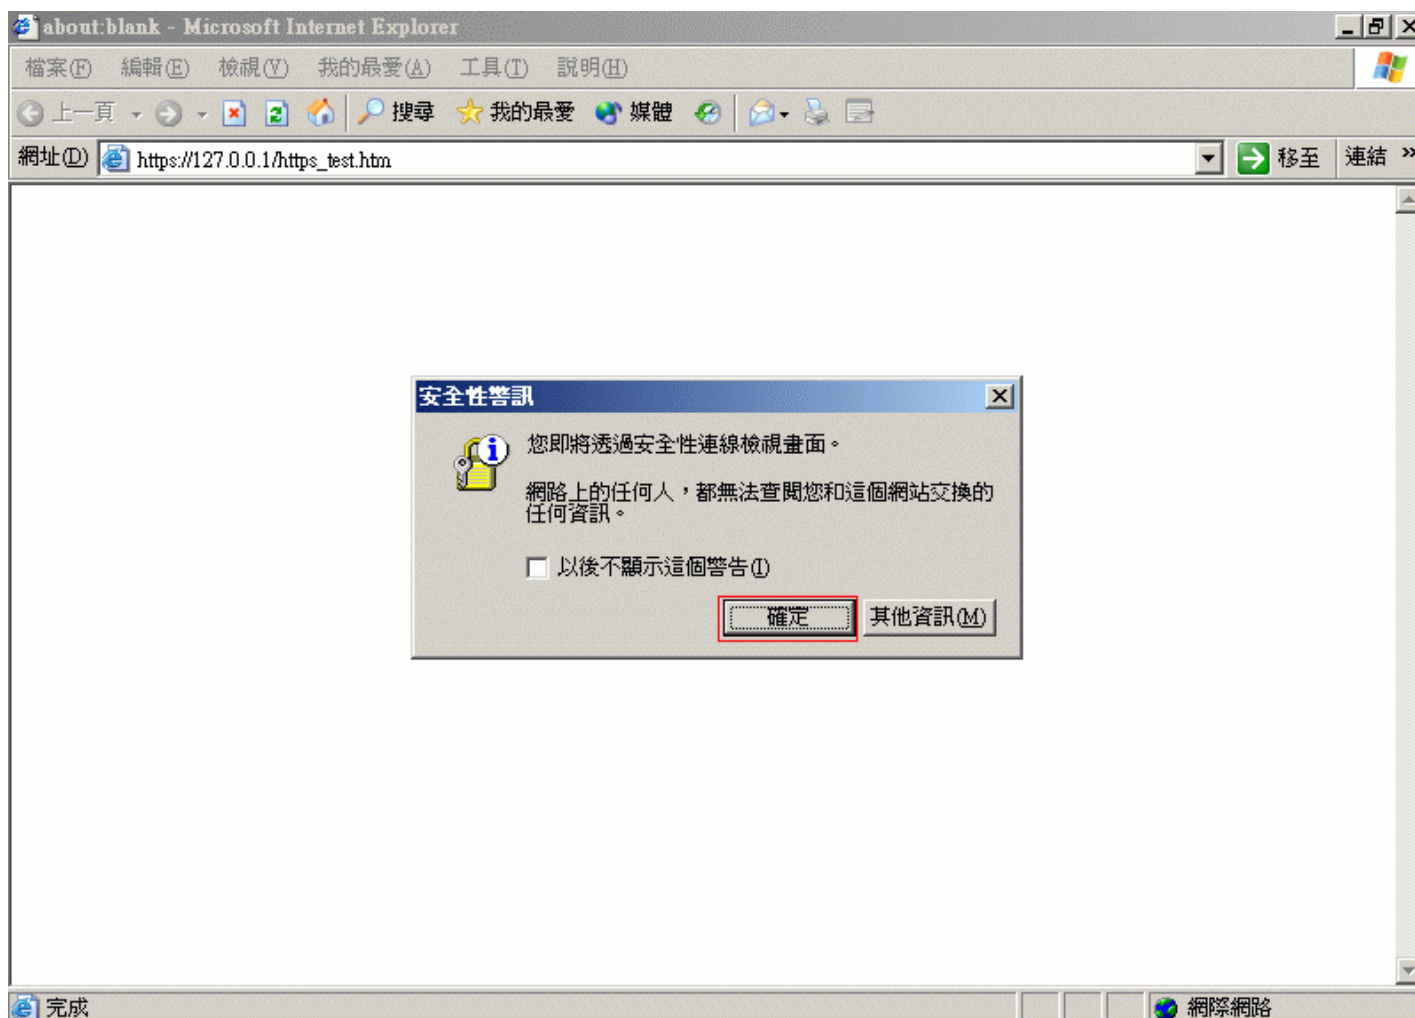 about:blank - Microsoft Internet Explorer
檔案(F) 編輯(E) 檢視(V) 我的最愛(A) 工具(T) 說明(H)
上一頁 搜尋 我的最愛 媒體
網址(D) https://127.0.0.1/https_test.htm 移至 連結 »
安全性警訊
您即將透過安全性連線檢視畫面。
網路上的任何人，都無法查閱您和這個網站交換的
任何資訊。
以後不顯示這個警告(I)
確定 其他資訊(M)
完成 網際網路